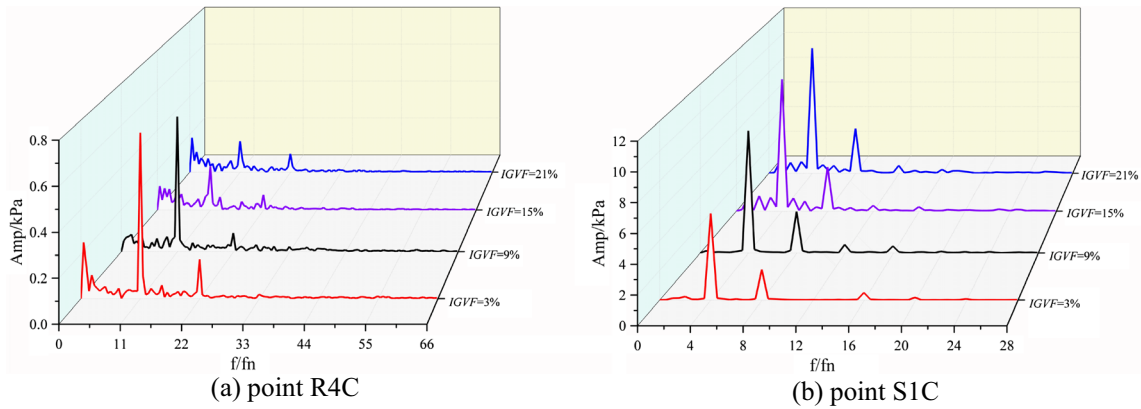 0.8
0.6
0.4
0.2
0.0
Amp/kPa
0 11 22 33 44 55 66
f/fn
IGVF=21%
IGVF=15%
IGVF=9%
IGVF=3%
(a) point R4C
12
10
8
6
4
2
0
Amp/kPa
0 4 8 12 16 20 24 28
f/fn
IGVF=21%
IGVF=15%
IGVF=9%
IGVF=3%
(b) point S1C